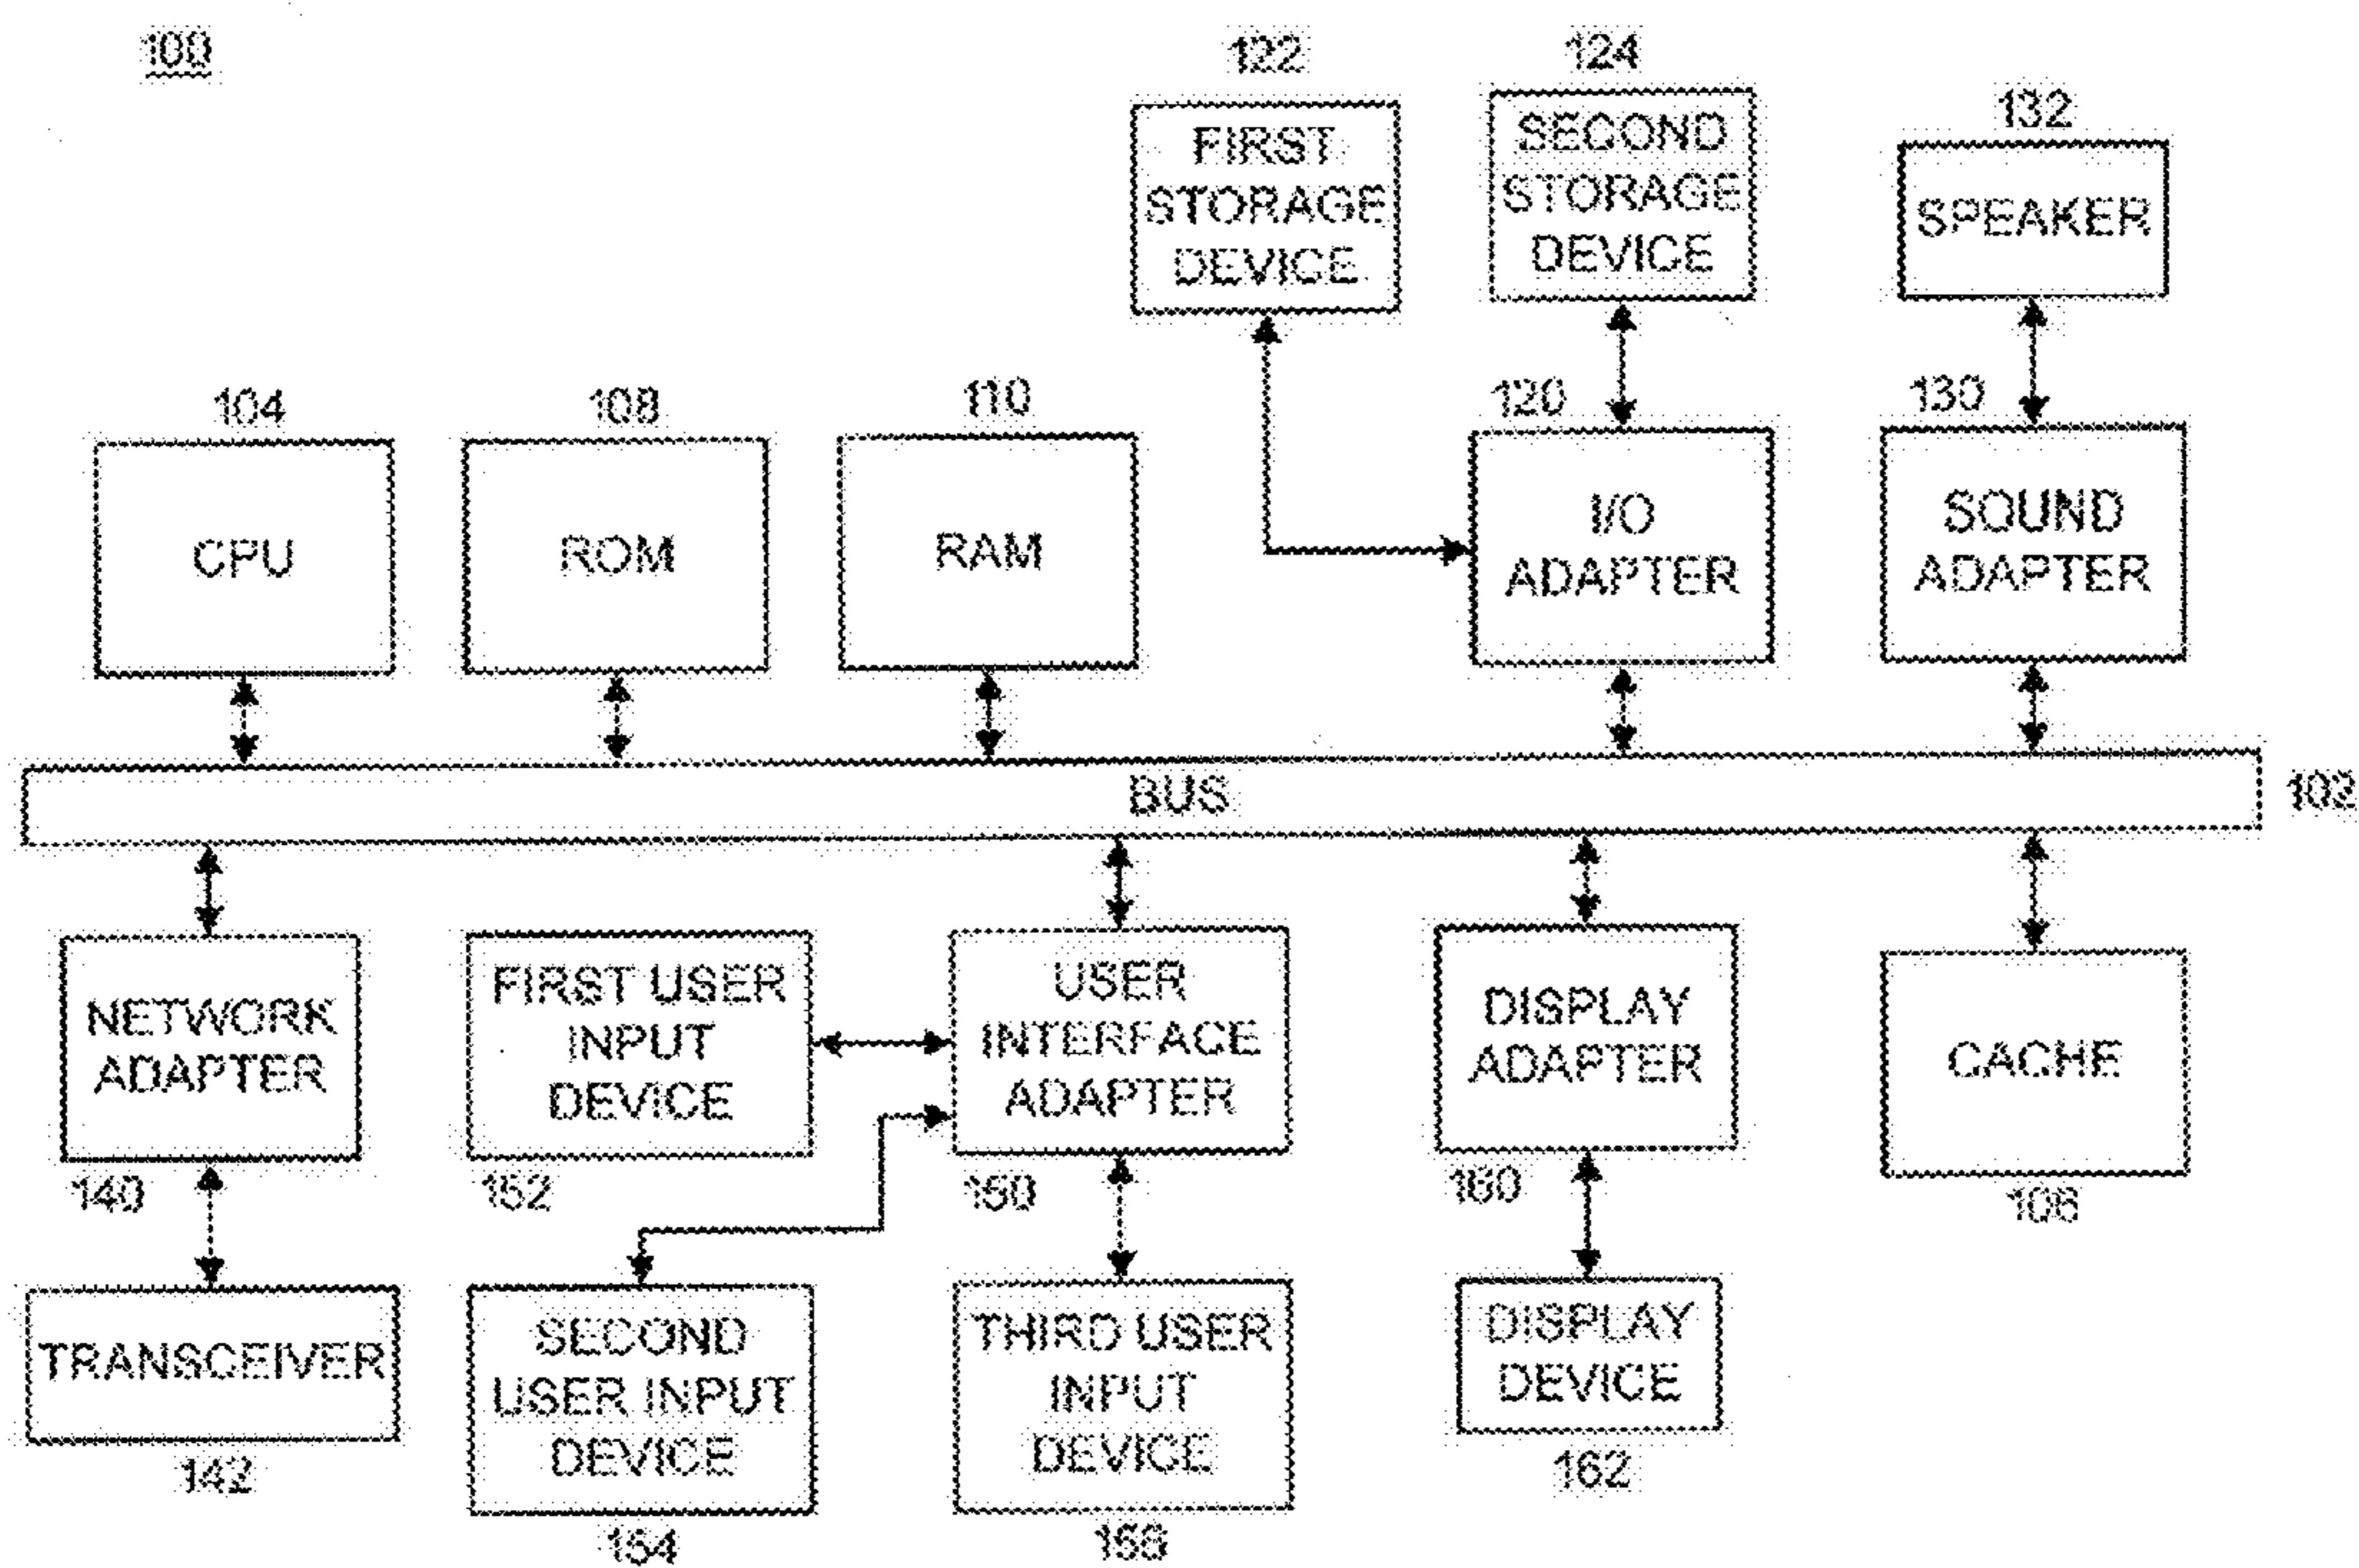 100
122
FIRST
STORAGE
DEVICE
124
SECOND
STORAGE
DEVICE
132
SPEAKER
104
CPU
108
ROM
110
RAM
120
I/O
ADAPTER
130
SOUND
ADAPTER
BUS
102
NETWORK
ADAPTER
140
FIRST USER
INPUT
DEVICE
152
USER
INTERFACE
ADAPTER
150
DISPLAY
ADAPTER
160
CACHE
106
TRANSCEIVER
142
SECOND
USER INPUT
DEVICE
154
THIRD USER
INPUT
DEVICE
DISPLAY
DEVICE
162